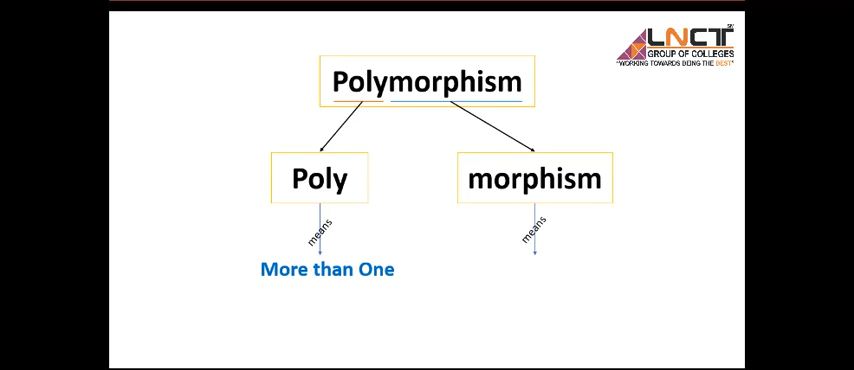 LNCT
GROUP OF COLLEGES
"WORKING TOWARDS BEING THE BEST"
Polymorphism
Poly
morphism
means
means
More than One